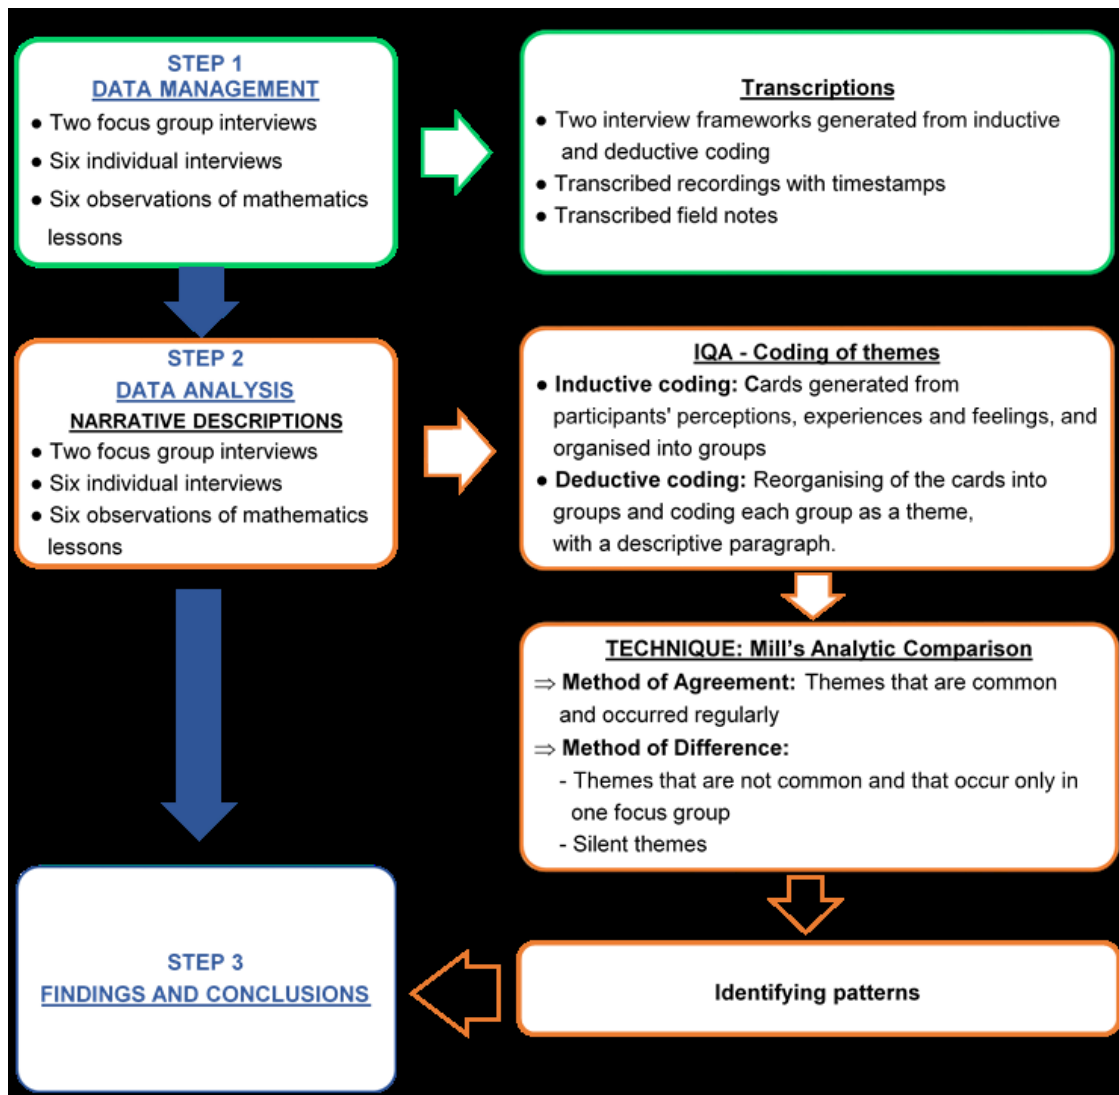 STEP 1
DATA MANAGEMENT
● Two focus group interviews
● Six individual interviews
● Six observations of mathematics
lessons
Transcriptions
● Two interview frameworks generated from inductive
and deductive coding
● Transcribed recordings with timestamps
● Transcribed field notes
STEP 2
DATA ANALYSIS
NARRATIVE DESCRIPTIONS
● Two focus group interviews
● Six individual interviews
● Six observations of mathematics
lessons
IQA - Coding of themes
● Inductive coding: Cards generated from
participants' perceptions, experiences and feelings, and
organised into groups
● Deductive coding: Reorganising of the cards into
groups and coding each group as a theme,
with a descriptive paragraph.
TECHNIQUE: Mill’s Analytic Comparison
⇒ Method of Agreement: Themes that are common
and occurred regularly
⇒ Method of Difference:
- Themes that are not common and that occur only in
one focus group
- Silent themes
Identifying patterns
STEP 3
FINDINGS AND CONCLUSIONS